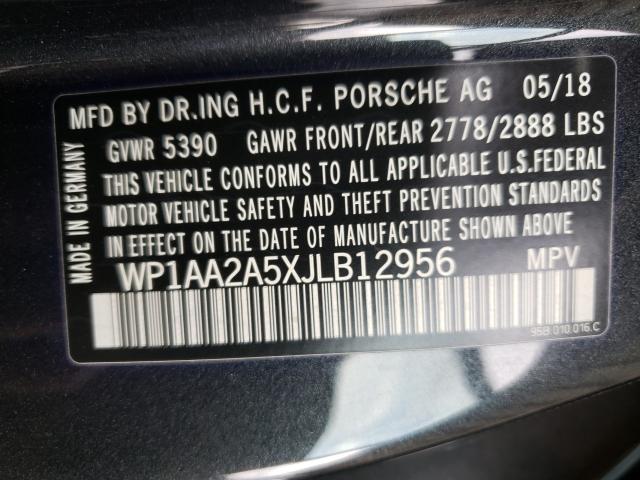 MFD BY DR.ING H.C.F. PORSCHE AG 05/18
GVWR 5390 GAWR FRONT/REAR 2778/2888 LBS
THIS VEHICLE CONFORMS TO ALL APPLICABLE U.S.FEDERAL
MOTOR VEHICLE SAFETY AND THEFT PREVENTION STANDARDS
IN EFFECT ON THE DATE OF MANUFACTURE SHOWN ABOVE
WP1AA2A5XJLB12956 MPV
95B.010.016.C
MADE IN GERMANY